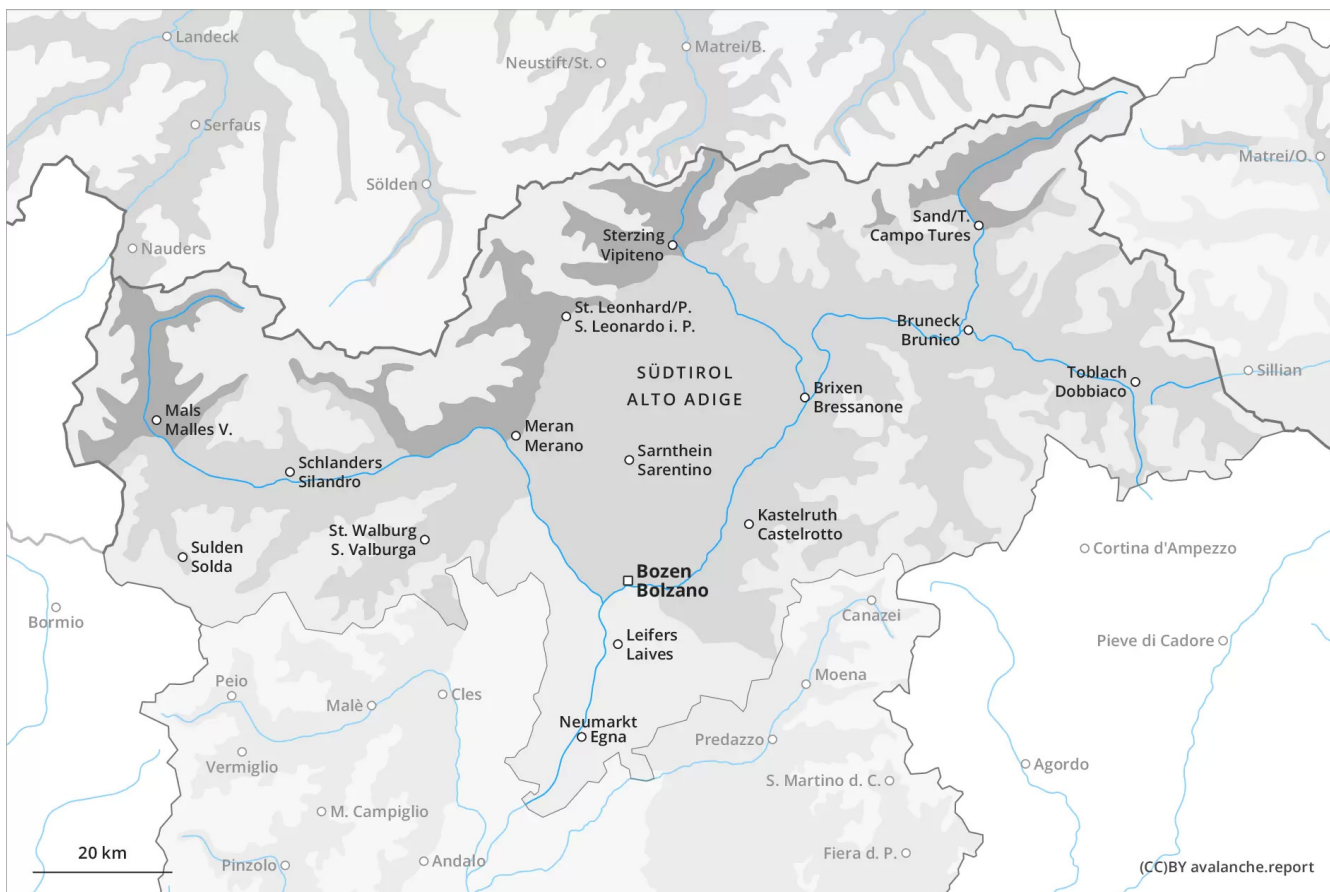 Landeck
Matrei/B.
Neustift/St.
Serfaus
Matrei/O.
Sölden
Sand/T.
Campo Tures
Sterzing
Vipiteno
Nauders
St. Leonhard/P.
S. Leonardo i. P.
Bruneck
Brunico
SÜDTIROL
ALTO ADIGE
Toblach
Dobbiaco
Sillian
Brixen
Bressanone
Mals
Malles V.
Meran
Merano
Sarnthein
Sarentino
Schlanders
Silandro
Kastelruth
Castelrotto
St. Walburg
S. Valburga
Sulden
Solda
Cortina d'Ampezzo
Bozen
Bolzano
Bormio
Canazei
Leifers
Laives
Pieve di Cadore
Moena
Peio
Malè
Cles
Neumarkt
Egna
Predazzo
Vermiglio
Agordo
S. Martino d. C.
M. Campiglio
20 km
Pinzolo
Andalo
Fiera d. P.
(CC)BY avalanche.report